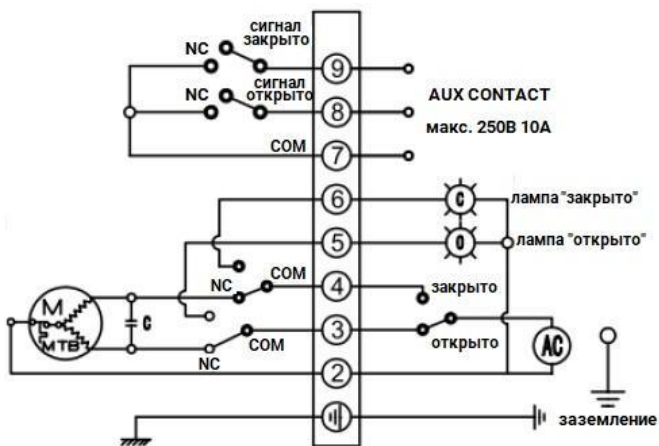 сигнал
закрыто
NC
9
сигнал
открыто
NC
8
AUX CONTACT
макс. 250В 10А
COM
7
6
C
лампа "закрыто"
5
O
лампа "открыто"
COM
4
закрыто
NC
M
C
MTB
3
COM
открыто
AC
NC
2
заземление